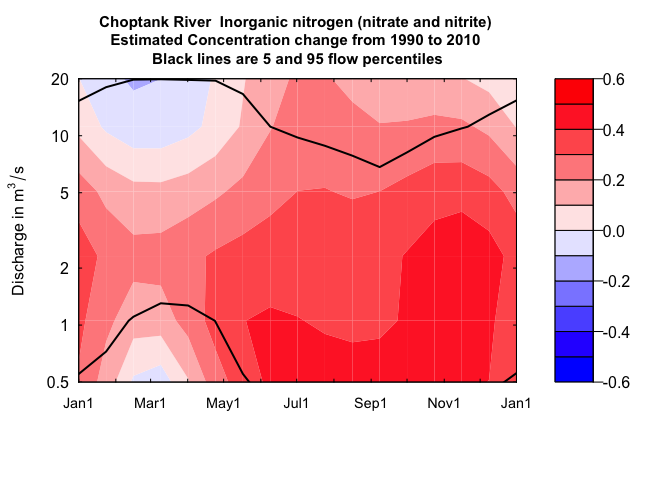 Choptank River  Inorganic nitrogen (nitrate and nitrite)
Estimated Concentration change from 1990 to 2010
Black lines are 5 and 95 flow percentiles
Discharge in m³/s
20
10
5
2
1
0.5
Jan1 Mar1 May1 Jul1 Sep1 Nov1 Jan1
0.6
0.4
0.2
0.0
-0.2
-0.4
-0.6